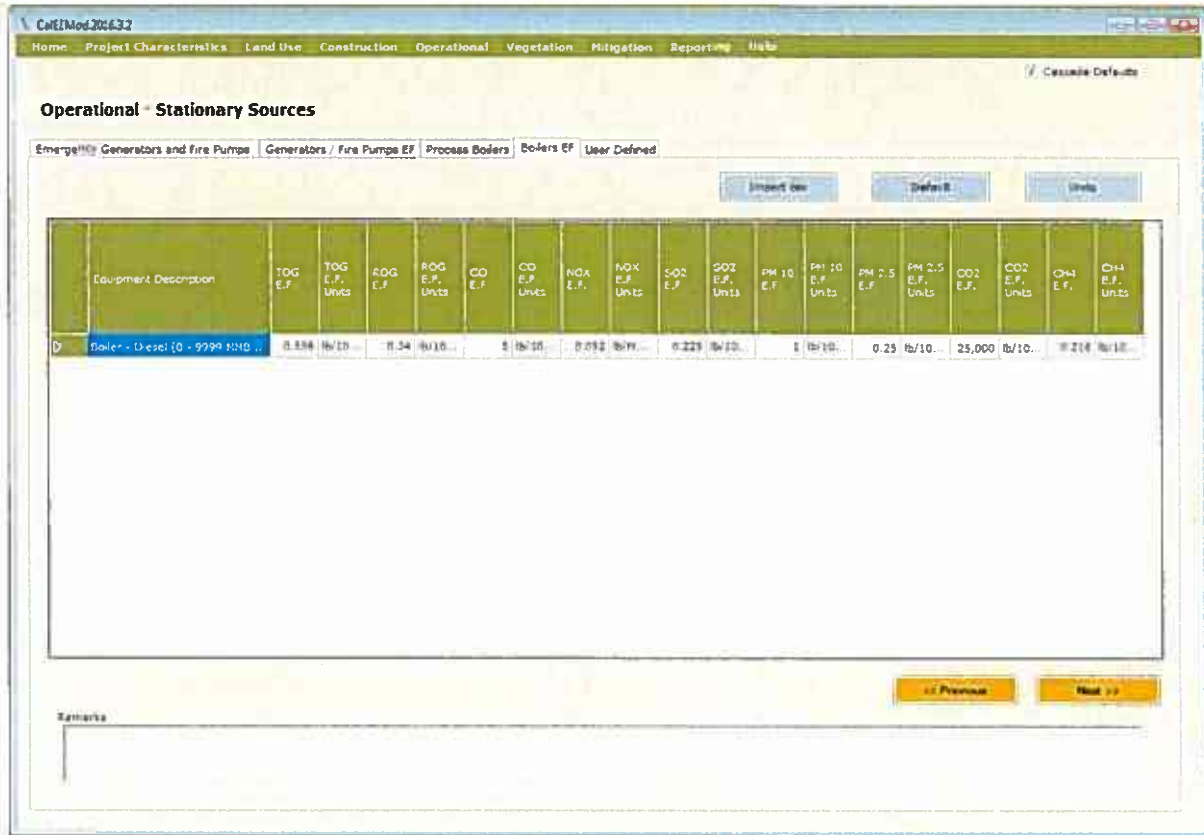 CalEEMod.2016.3.2
Home Project Characteristics Land Use Construction Operational Vegetation Mitigation Reporting Help
Cascade Defaults
Operational - Stationary Sources
Emergency Generators and Fire Pumps Generators / Fire Pumps EF Process Boilers Boilers EF User Defined
Import csv Default Undo
Equipment Description TOG E.F. TOG E.F. Units ROG E.F. ROG E.F. Units CO E.F. CO E.F. Units NOX E.F. NOX E.F. Units SO2 E.F. SO2 E.F. Units PM 10 E.F. PM 10 E.F. Units PM 2.5 E.F. PM 2.5 E.F. Units CO2 E.F. CO2 E.F. Units CH4 E.F. CH4 E.F. Units
Boiler - Diesel (0 - 9999 MMB... lb/10... 0.34 lb/10... 5 lb/10... lb/M... 0.225 lb/10... 1 lb/10... 0.25 lb/10... 25,000 lb/10... 0.216 lb/10...
<< Previous Next >>
Remarks